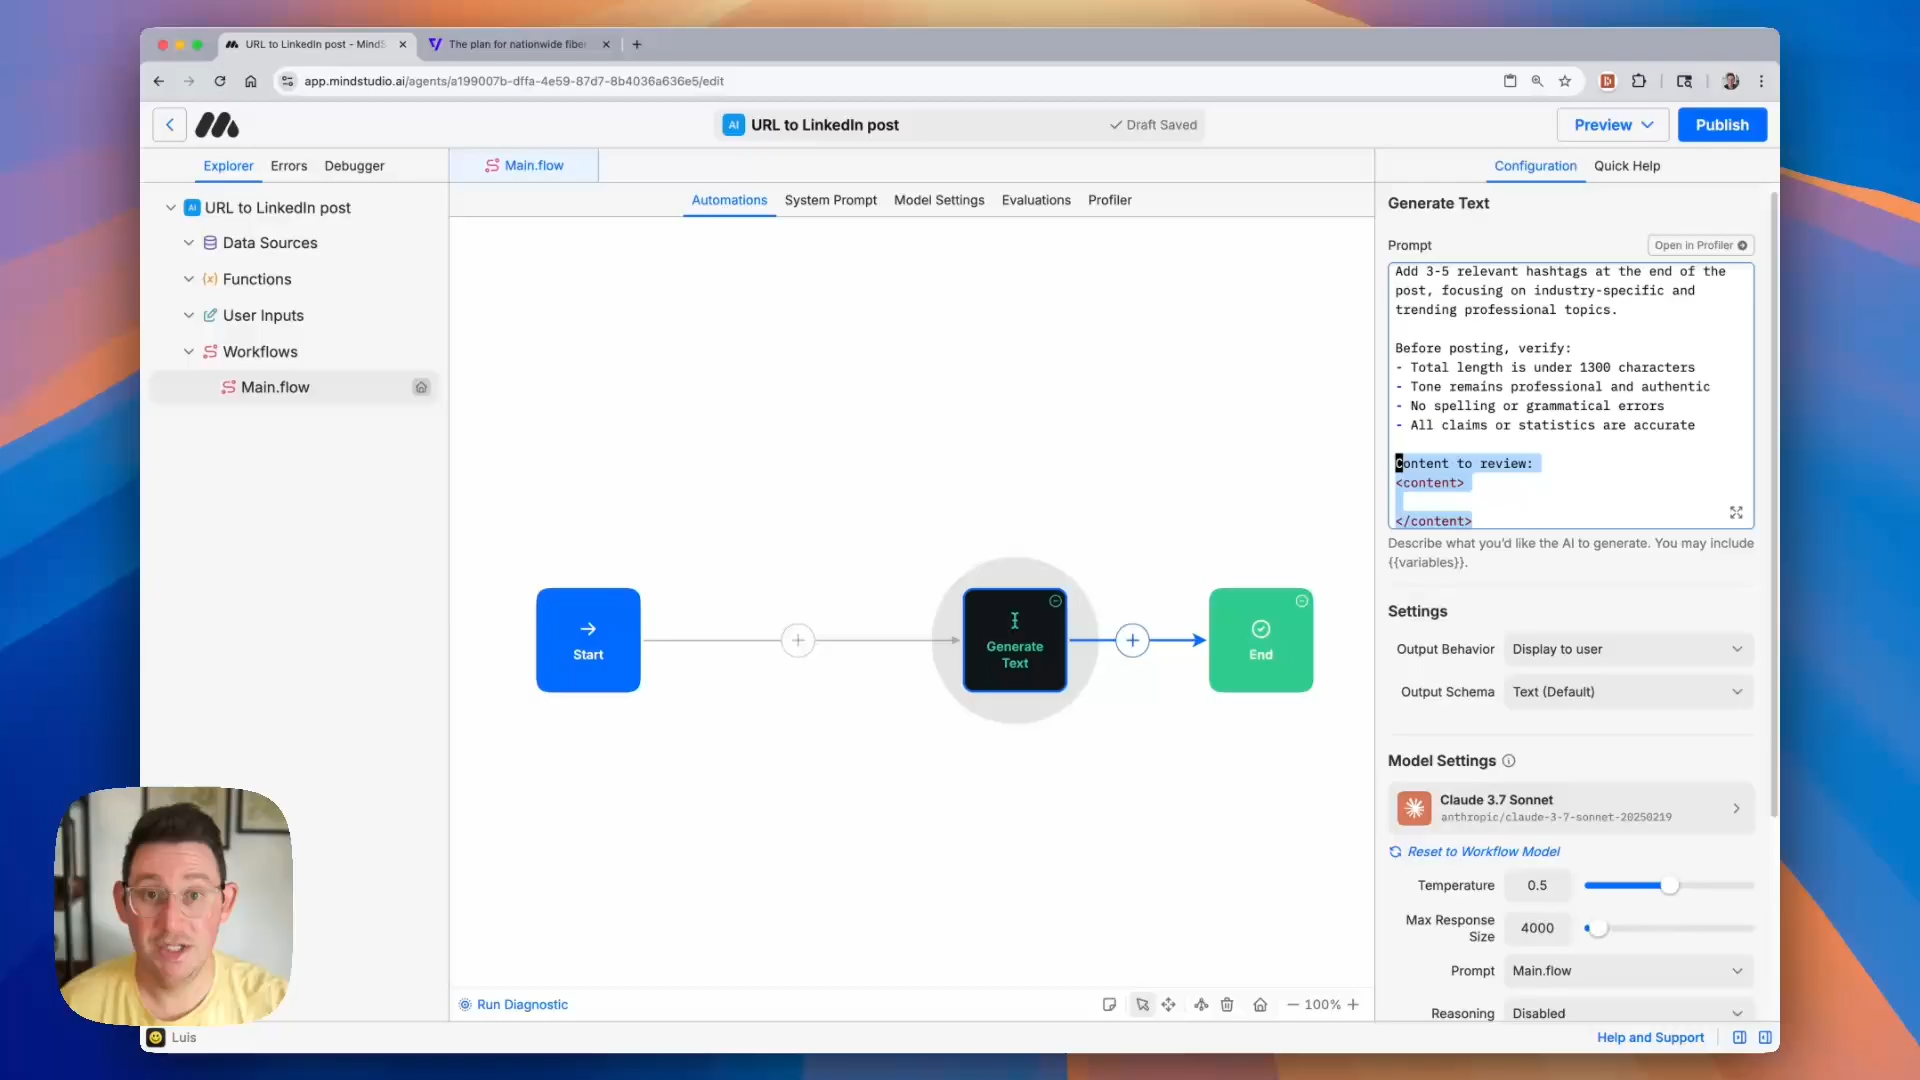 URL to LinkedIn post - MindS
The plan for nationwide fiber
app.mindstudio.ai/agents/a199007b-dffa-4e59-87d7-8b4036a636e5/edit
AI URL to LinkedIn post
Draft Saved
Preview
Publish
Explorer
Errors
Debugger
Main.flow
Configuration
Quick Help
AI URL to LinkedIn post
Data Sources
Functions
User Inputs
Workflows
Main.flow
Automations
System Prompt
Model Settings
Evaluations
Profiler
Start
Generate
Text
End
Generate Text
Prompt
Open in Profiler
Add 3-5 relevant hashtags at the end of the
post, focusing on industry-specific and
trending professional topics.
Before posting, verify:
- Total length is under 1300 characters
- Tone remains professional and authentic
- No spelling or grammatical errors
- All claims or statistics are accurate
Content to review:
<content>
</content>
Describe what you'd like the AI to generate. You may include
{{variables}}.
Settings
Output Behavior
Display to user
Output Schema
Text (Default)
Model Settings
Claude 3.7 Sonnet
anthropic/claude-3-7-sonnet-20250219
Reset to Workflow Model
Temperature
0.5
Max Response
Size
4000
Prompt
Main.flow
Reasoning
Disabled
Run Diagnostic
100%
Luis
Help and Support